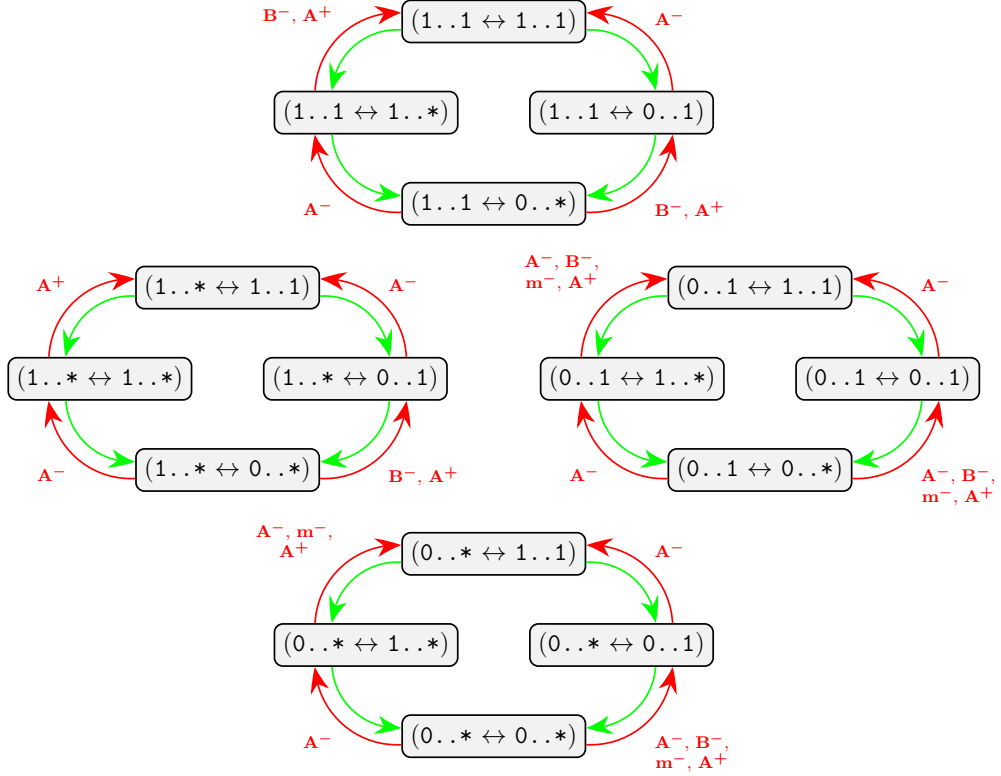 B⁻, A⁺
(1..1 ↔ 1..1)
A⁻
(1..1 ↔ 1..*)
(1..1 ↔ 0..1)
A⁻
(1..1 ↔ 0..*)
B⁻, A⁺
A⁺
(1..* ↔ 1..1)
A⁻
(1..* ↔ 1..*)
(1..* ↔ 0..1)
A⁻
(1..* ↔ 0..*)
B⁻, A⁺
A⁻, B⁻,
m⁻, A⁺
(0..1 ↔ 1..1)
A⁻
(0..1 ↔ 1..*)
(0..1 ↔ 0..1)
A⁻
(0..1 ↔ 0..*)
A⁻, B⁻,
m⁻, A⁺
A⁻, m⁻,
A⁺
(0..* ↔ 1..1)
A⁻
(0..* ↔ 1..*)
(0..* ↔ 0..1)
A⁻
(0..* ↔ 0..*)
A⁻, B⁻,
m⁻, A⁺